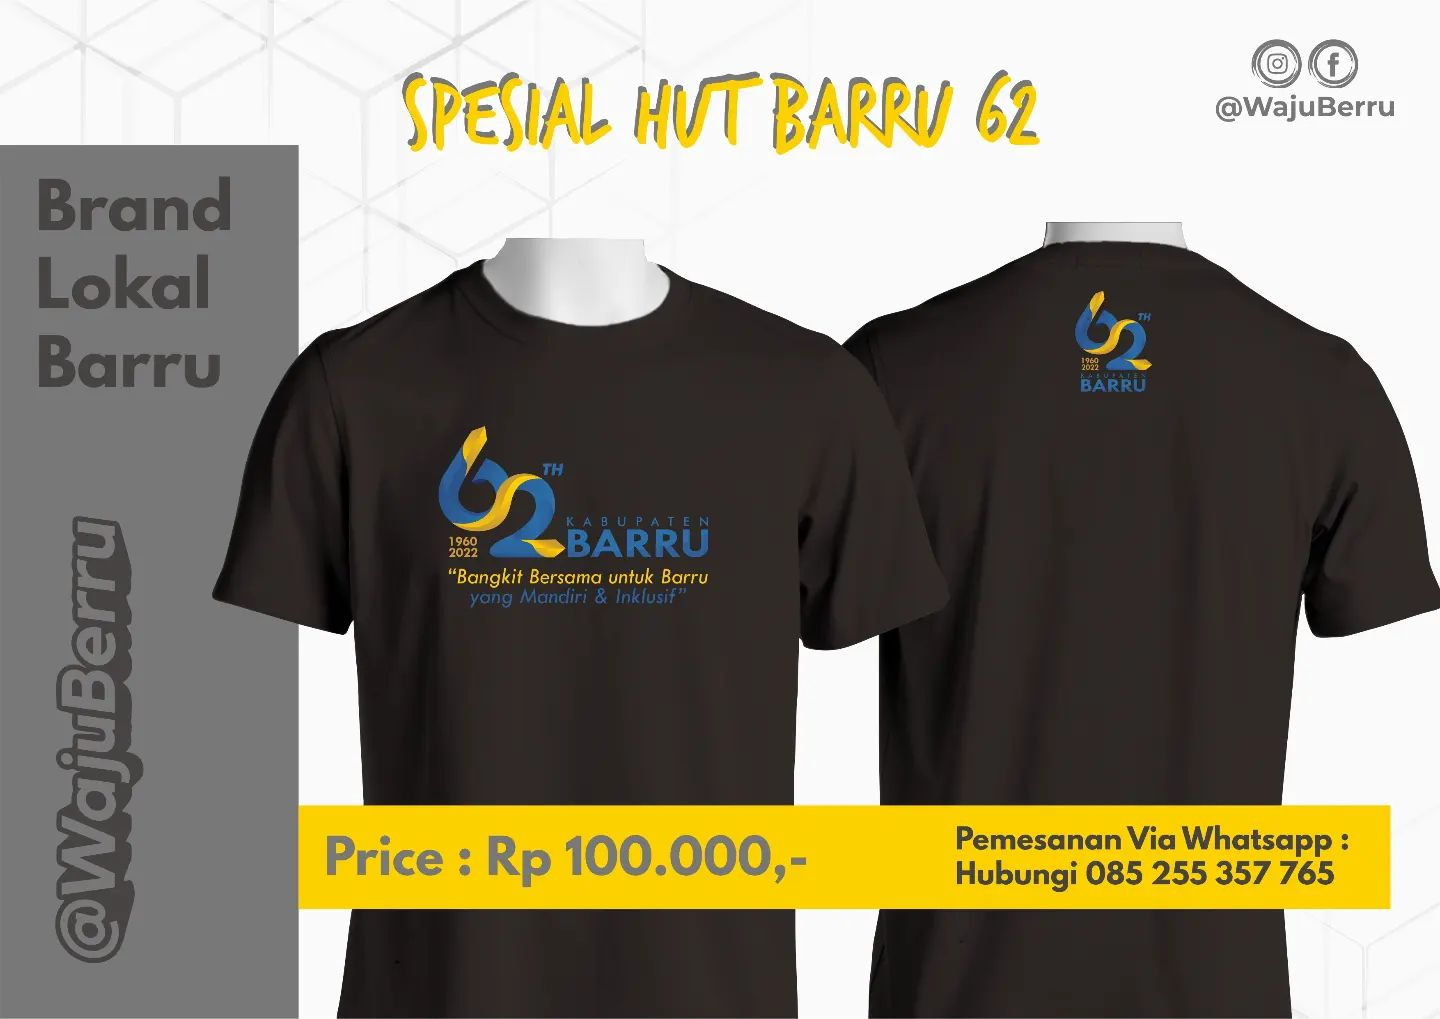 SPESIAL HUT BARRU 62
@WajuBerru
Brand
Lokal
Barru
@WajuBerru
62 TH
1960
2022
KABUPATEN
BARRU
“Bangkit Bersama untuk Barru
yang Mandiri & Inklusif”
62 TH
1960
2022
KABUPATEN
BARRU
Price : Rp 100.000,-
Pemesanan Via Whatsapp :
Hubungi 085 255 357 765